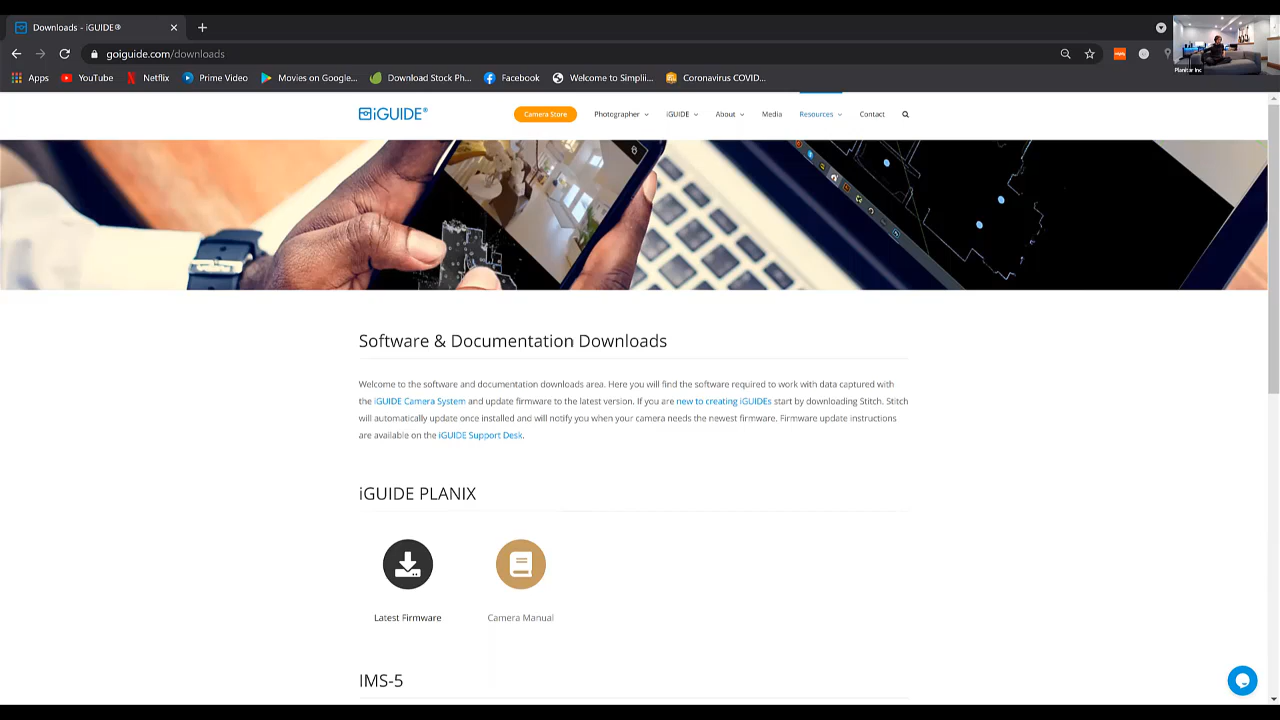 Downloads - iGUIDE®
goiguide.com/downloads
Apps YouTube Netflix Prime Video Movies on Google... Download Stock Ph... Facebook Welcome to Simplii... Coronavirus COVID...
Planitar Inc
iGUIDE® Camera Store Photographer iGUIDE About Media Resources Contact
Software & Documentation Downloads
Welcome to the software and documentation downloads area. Here you will find the software required to work with data captured with
the iGUIDE Camera System and update firmware to the latest version. If you are new to creating iGUIDEs start by downloading Stitch. Stitch
will automatically update once installed and will notify you when your camera needs the newest firmware. Firmware update instructions
are available on the iGUIDE Support Desk.
iGUIDE PLANIX
Latest Firmware Camera Manual
IMS-5